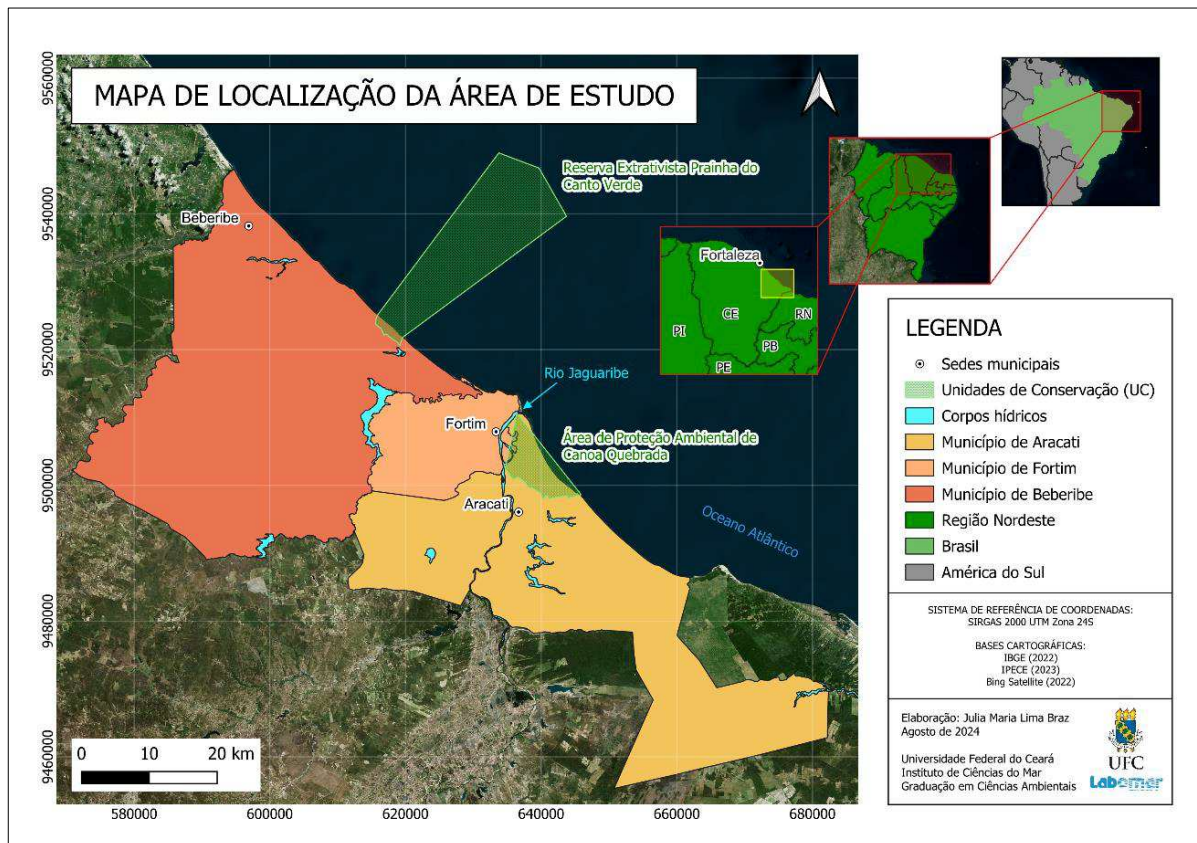 MAPA DE LOCALIZAÇÃO DA ÁREA DE ESTUDO
9560000
9540000
9520000
9500000
9480000
9460000
Beberibe
Reserva Extrativista Prainha do
Canto Verde
Rio Jaguaribe
Fortim
Área de Proteção Ambiental de
Canoa Quebrada
Aracati
Oceano Atlântico
Fortaleza
PI
CE
RN
PB
PE
0 10 20 km
580000
600000
620000
640000
660000
680000
LEGENDA
Sedes municipais
Unidades de Conservação (UC)
Corpos hídricos
Município de Aracati
Município de Fortim
Município de Beberibe
Região Nordeste
Brasil
América do Sul
SISTEMA DE REFERÊNCIA DE COORDENADAS:
SIRGAS 2000 UTM Zona 24S
BASES CARTOGRÁFICAS:
IBGE (2022)
IPECE (2023)
Bing Satellite (2022)
Elaboração: Julia Maria Lima Braz
Agosto de 2024
Universidade Federal do Ceará
Instituto de Ciências do Mar
Graduação em Ciências Ambientais
UFC
Labomar